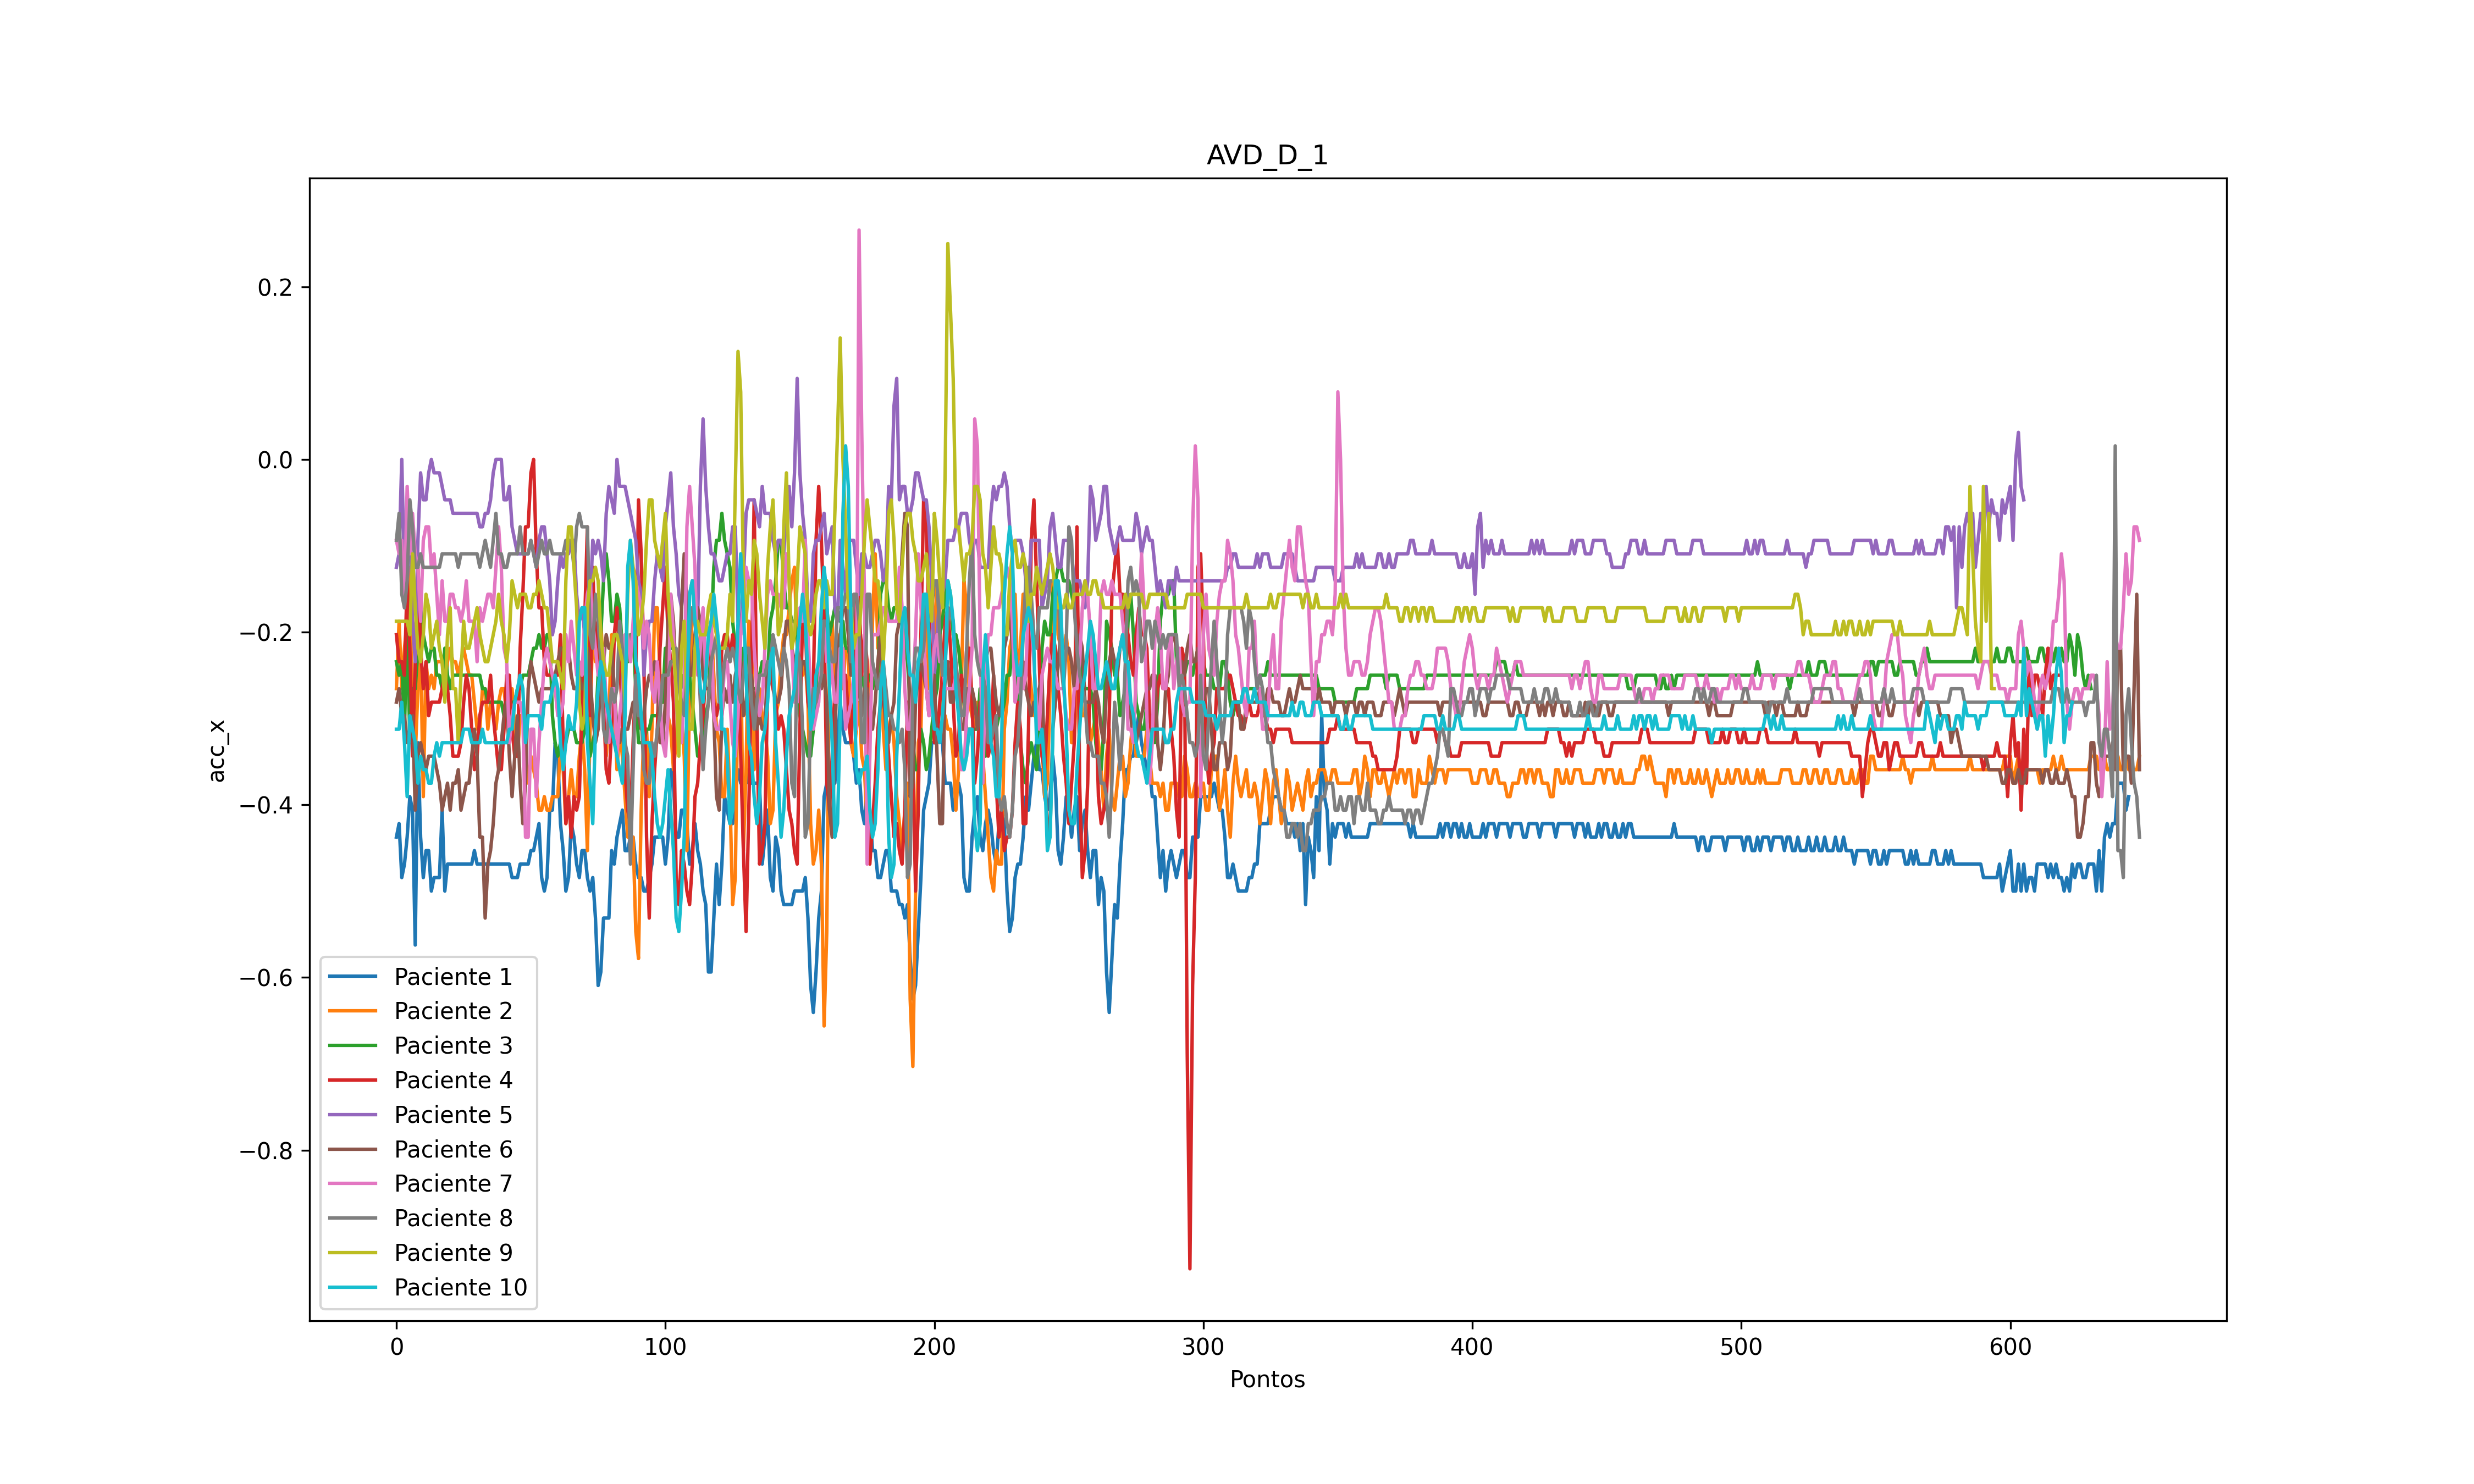 AVD_D_1
acc_x
0.2
0.0
−0.2
−0.4
−0.6
−0.8
Paciente 1
Paciente 2
Paciente 3
Paciente 4
Paciente 5
Paciente 6
Paciente 7
Paciente 8
Paciente 9
Paciente 10
0 100 200 300 400 500 600
Pontos